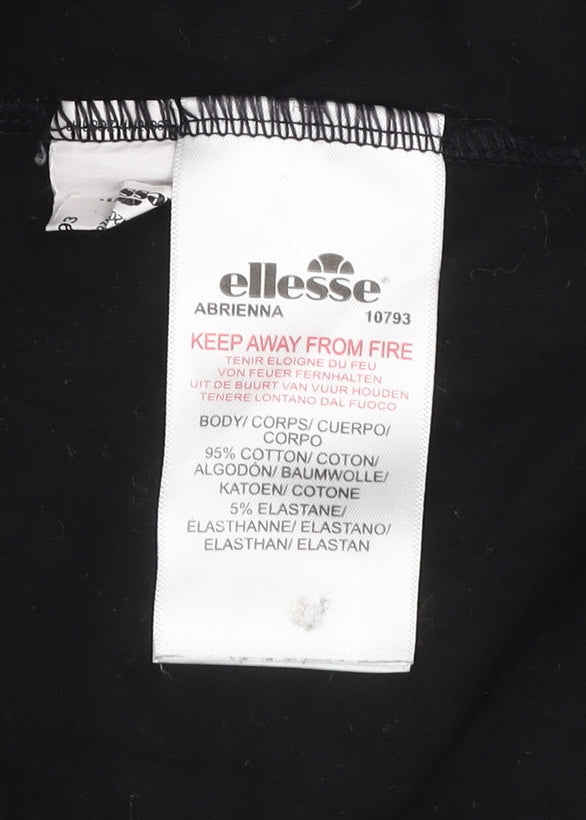 ellesse®
ABRIENNA 10793
KEEP AWAY FROM FIRE
TENIR ELOIGNE DU FEU
VON FEUER FERNHALTEN
UIT DE BUURT VAN VUUR HOUDEN
TENERE LONTANO DAL FUOCO
BODY/ CORPS/ CUERPO/
CORPO
95% COTTON/ COTON/
ALGODÓN/ BAUMWOLLE/
KATOEN/ COTONE
5% ELASTANE/
ÉLASTHANNE/ ELASTANO/
ELASTHAN/ ELASTAN